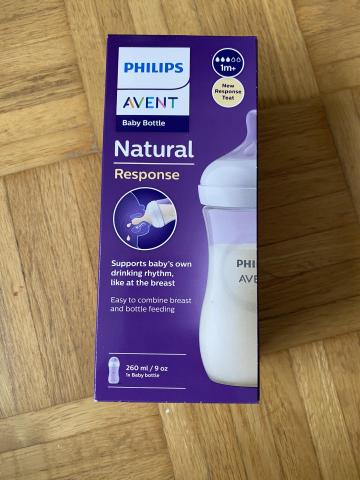 PHILIPS
AVENT
Baby Bottle
1m+
New
Response
Teat
Natural
Response
Supports baby's own
drinking rhythm,
like at the breast
Easy to combine breast
and bottle feeding
260 ml / 9 oz
1x Baby bottle
PHI
AVE